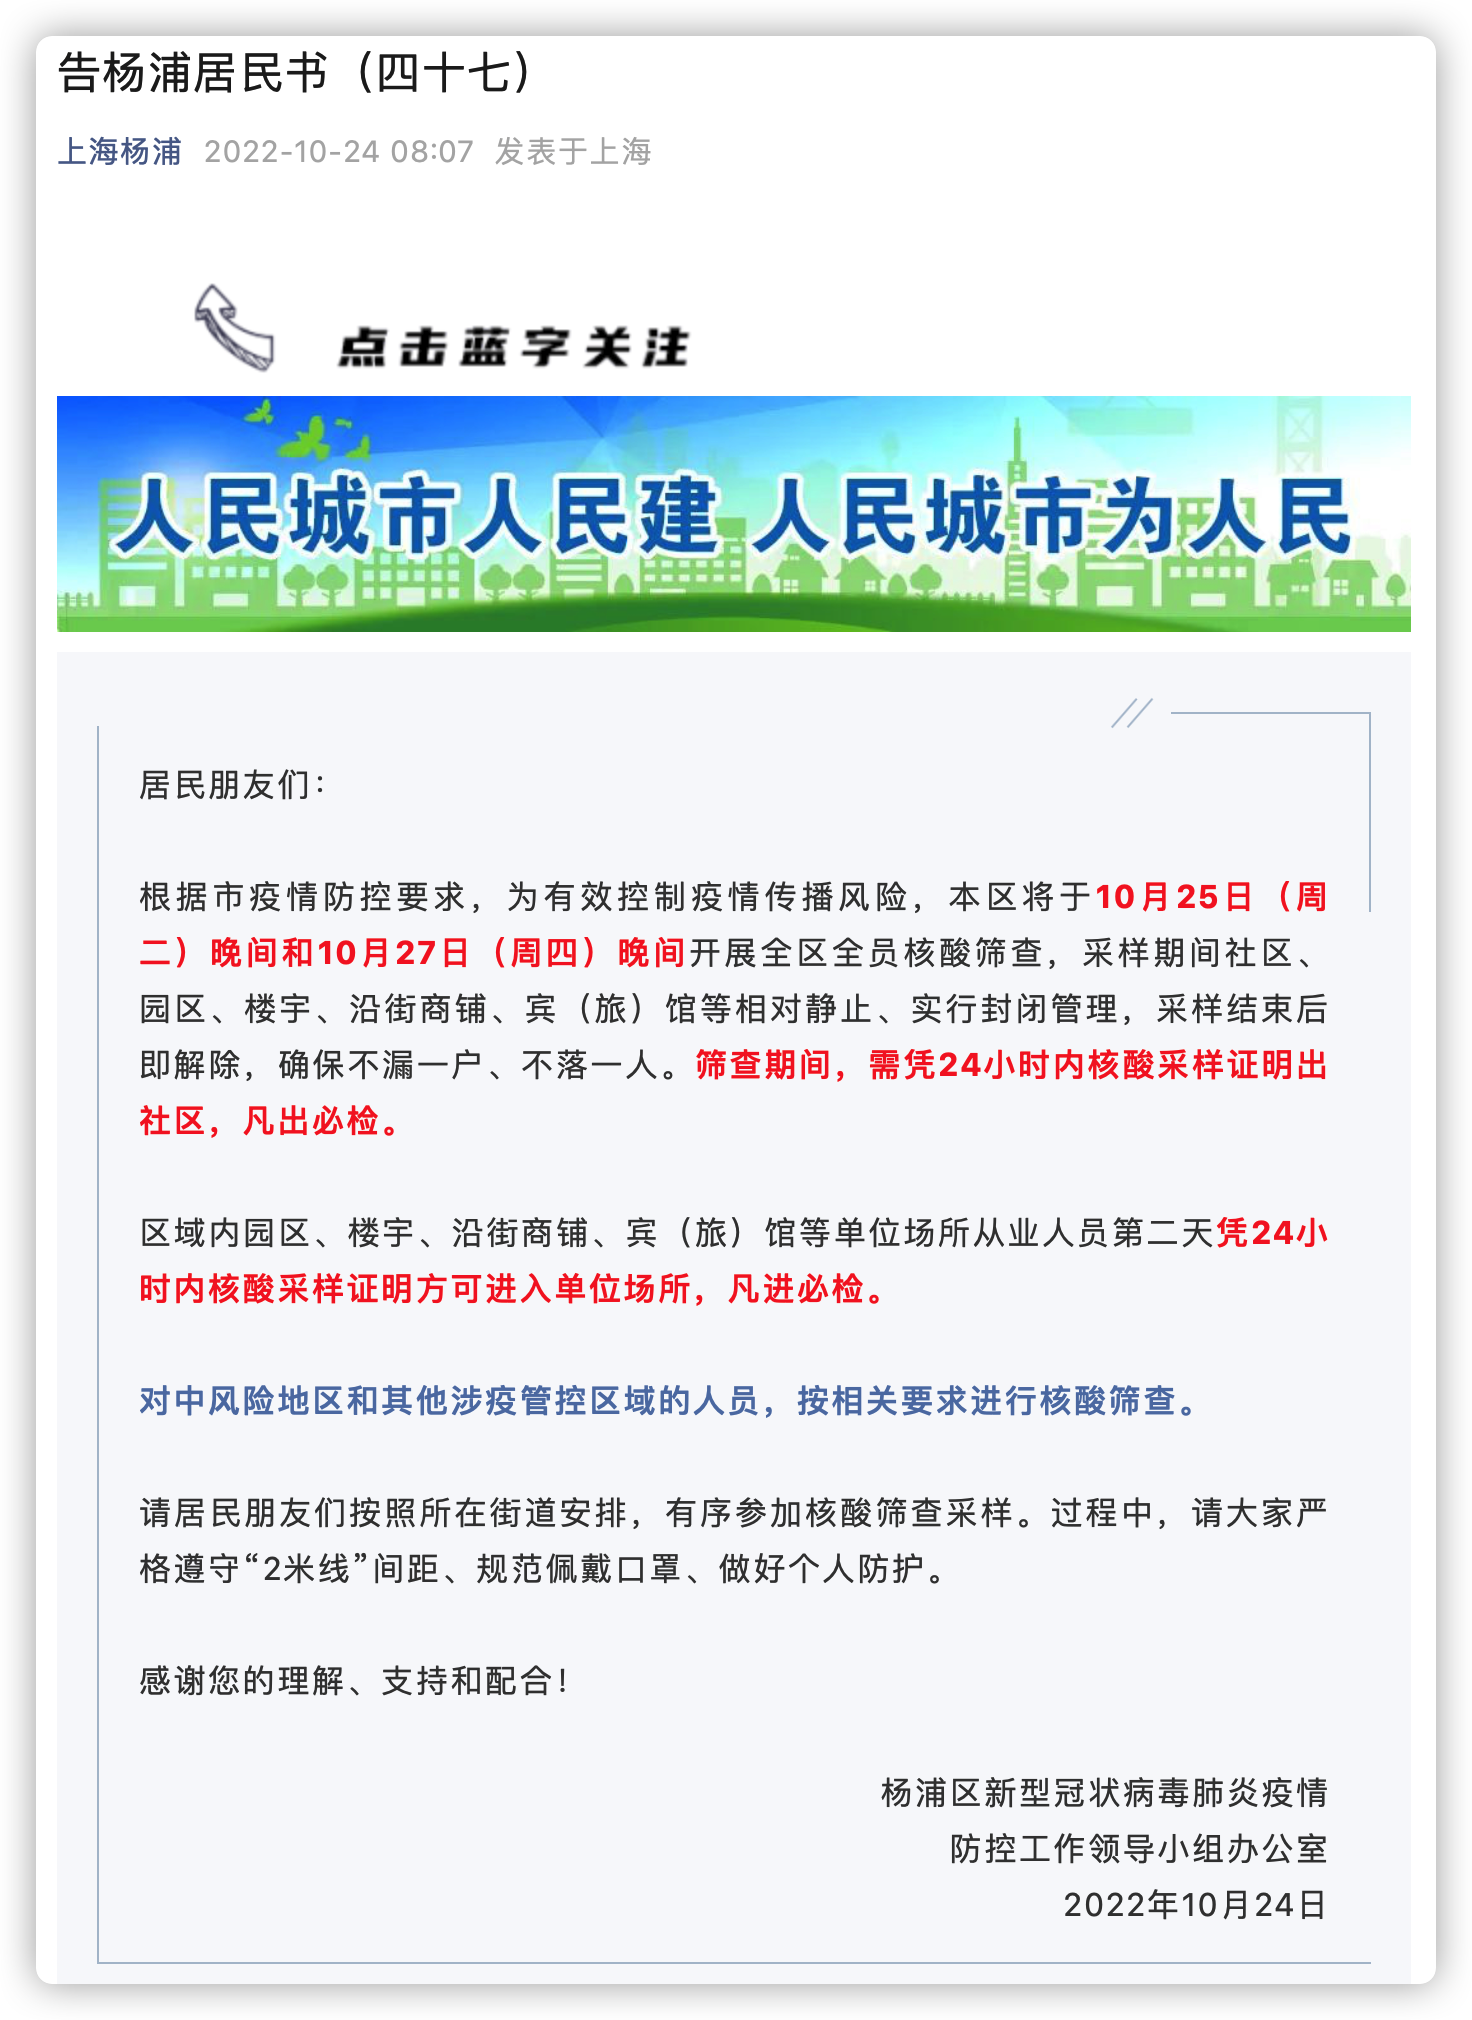 告杨浦居民书（四十七）
上海杨浦 2022-10-24 08:07 发表于上海
点击蓝字关注
人民城市人民建 人民城市为人民
居民朋友们：
根据市疫情防控要求，为有效控制疫情传播风险，本区将于10月25日（周
二）晚间和10月27日（周四）晚间开展全区全员核酸筛查，采样期间社区、
园区、楼宇、沿街商铺、宾（旅）馆等相对静止、实行封闭管理，采样结束后
即解除，确保不漏一户、不落一人。筛查期间，需凭24小时内核酸采样证明出
社区，凡出必检。
区域内园区、楼宇、沿街商铺、宾（旅）馆等单位场所从业人员第二天凭24小
时内核酸采样证明方可进入单位场所，凡进必检。
对中风险地区和其他涉疫管控区域的人员，按相关要求进行核酸筛查。
请居民朋友们按照所在街道安排，有序参加核酸筛查采样。过程中，请大家严
格遵守“2米线”间距、规范佩戴口罩、做好个人防护。
感谢您的理解、支持和配合！
杨浦区新型冠状病毒肺炎疫情
防控工作领导小组办公室
2022年10月24日